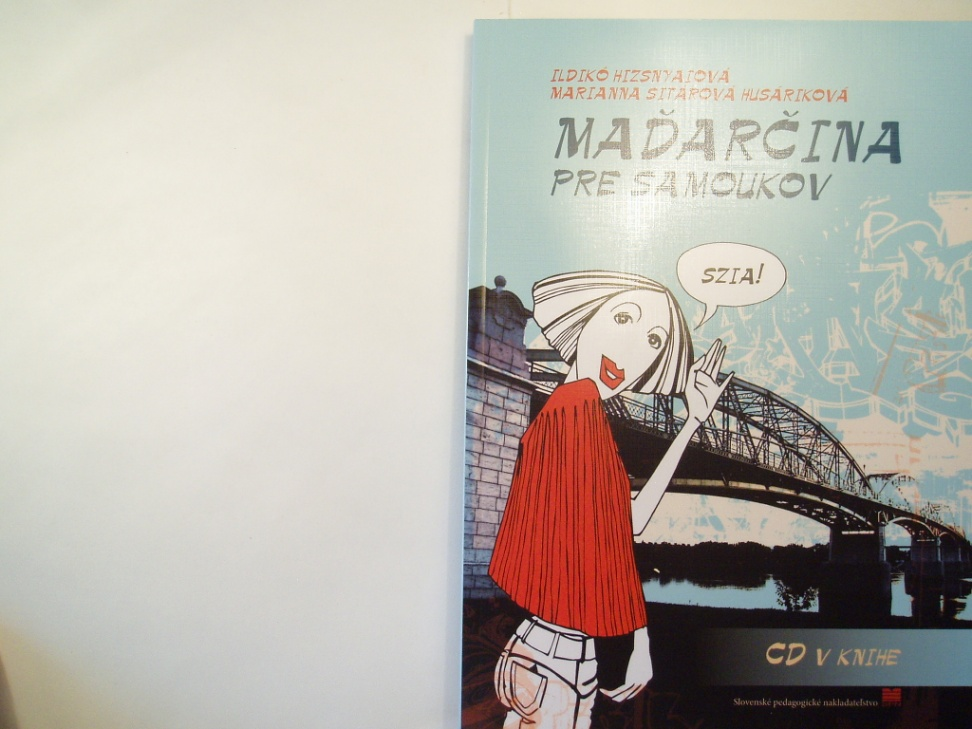 ILDIKÓ HIZSNYAIOVÁ
MARIANNA SITÁROVÁ HUSÁRIKOVÁ
MAĎARČINA
PRE SAMOUKOV
SZIA!
CD V KNIHE
Slovenské pedagogické nakladateľstvo